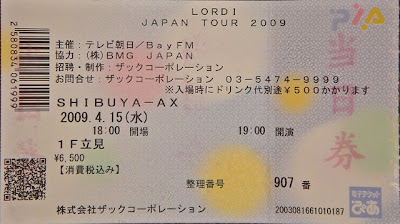 LORDI
JAPAN TOUR 2009
PIA
主催：テレビ朝日／BayFM
協力：(株)BMG JAPAN
招聘・制作：ザックコーポレーション
お問合せ：ザックコーポレーション 03-5474-9999
※入場時にドリンク代別途￥500かかります
SHIBUYA-AX
2009.4.15(水)
18:00 開場 19:00 開演
1F立見
￥6,500
【消費税込み】
整理番号 907 番
株式会社ザックコーポレーション 2003081661010187
当日券
電子チケット
ぴあ
2580834061999